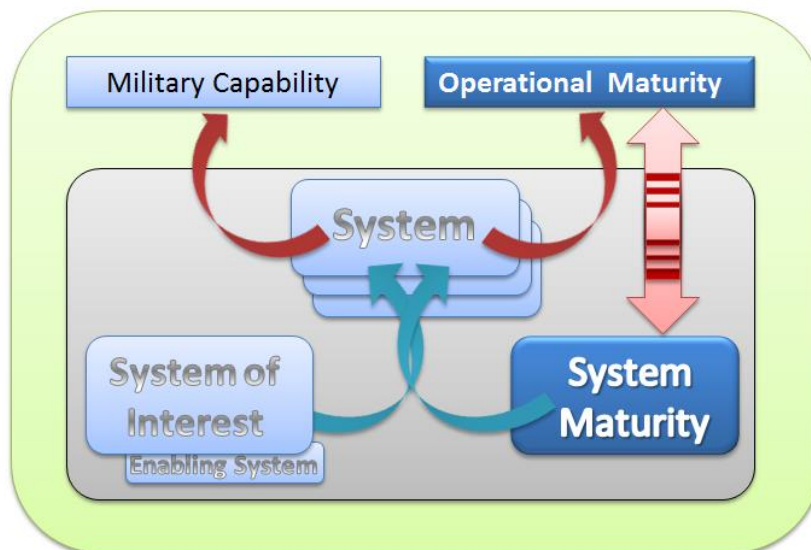 Military Capability
Operational Maturity
System
System of
Interest
Enabling System
System
Maturity